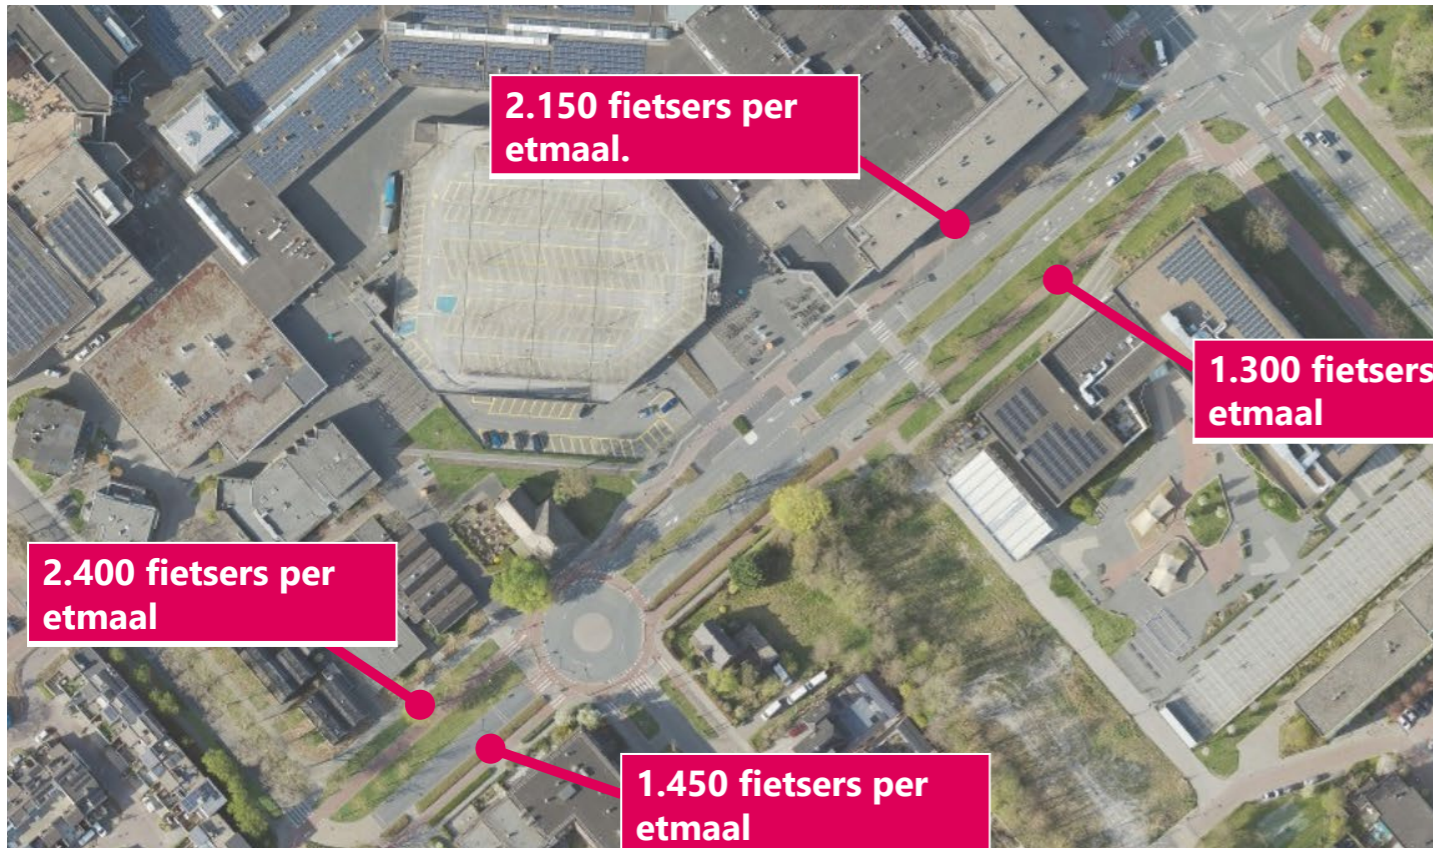 2.150 fietsers per
etmaal.
1.300 fietsers
etmaal
2.400 fietsers per
etmaal
1.450 fietsers per
etmaal